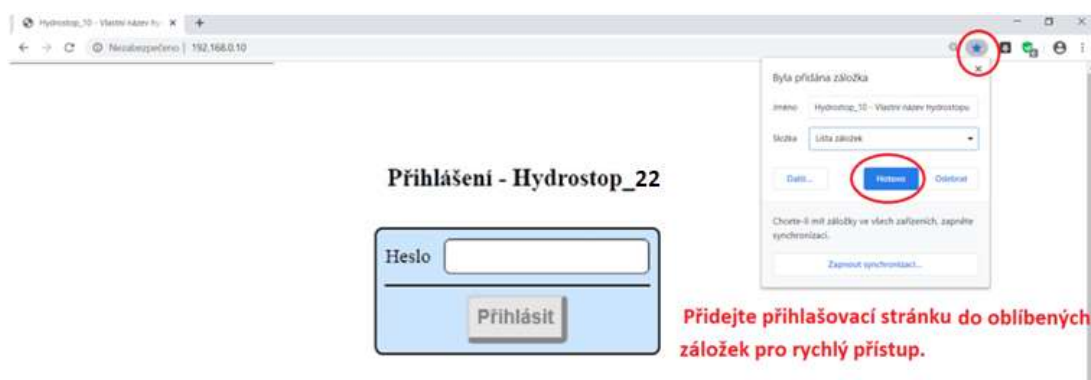 Hydrostop_10 - Vlastní název hy
Nezabezpečeno | 192.168.0.10
Byla přidána záložka
Jméno Hydrostop_10 - Vlastní název hydrostopu
Složka Lišta záložek
Další... Hotovo Odebrat
Chcete-li mít záložky ve všech zařízeních, zapněte
synchronizaci.
Zapnout synchronizaci...
Přihlášení - Hydrostop_22
Heslo
Přihlásit
Přidejte přihlašovací stránku do oblíbených
záložek pro rychlý přístup.